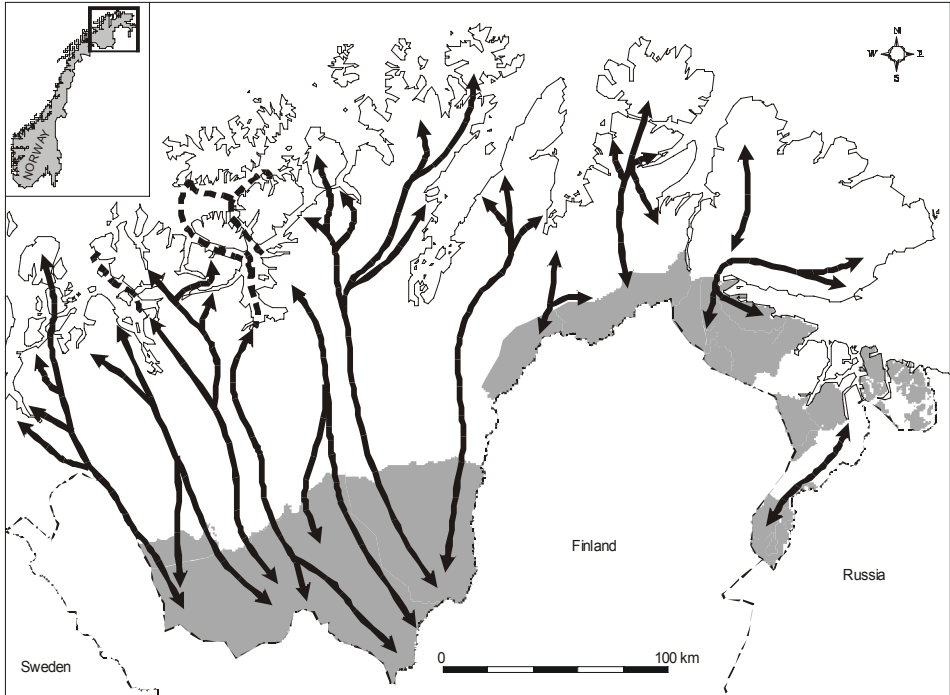 NORWAY
N
W E
S
Finland
Russia
Sweden
0 100 km